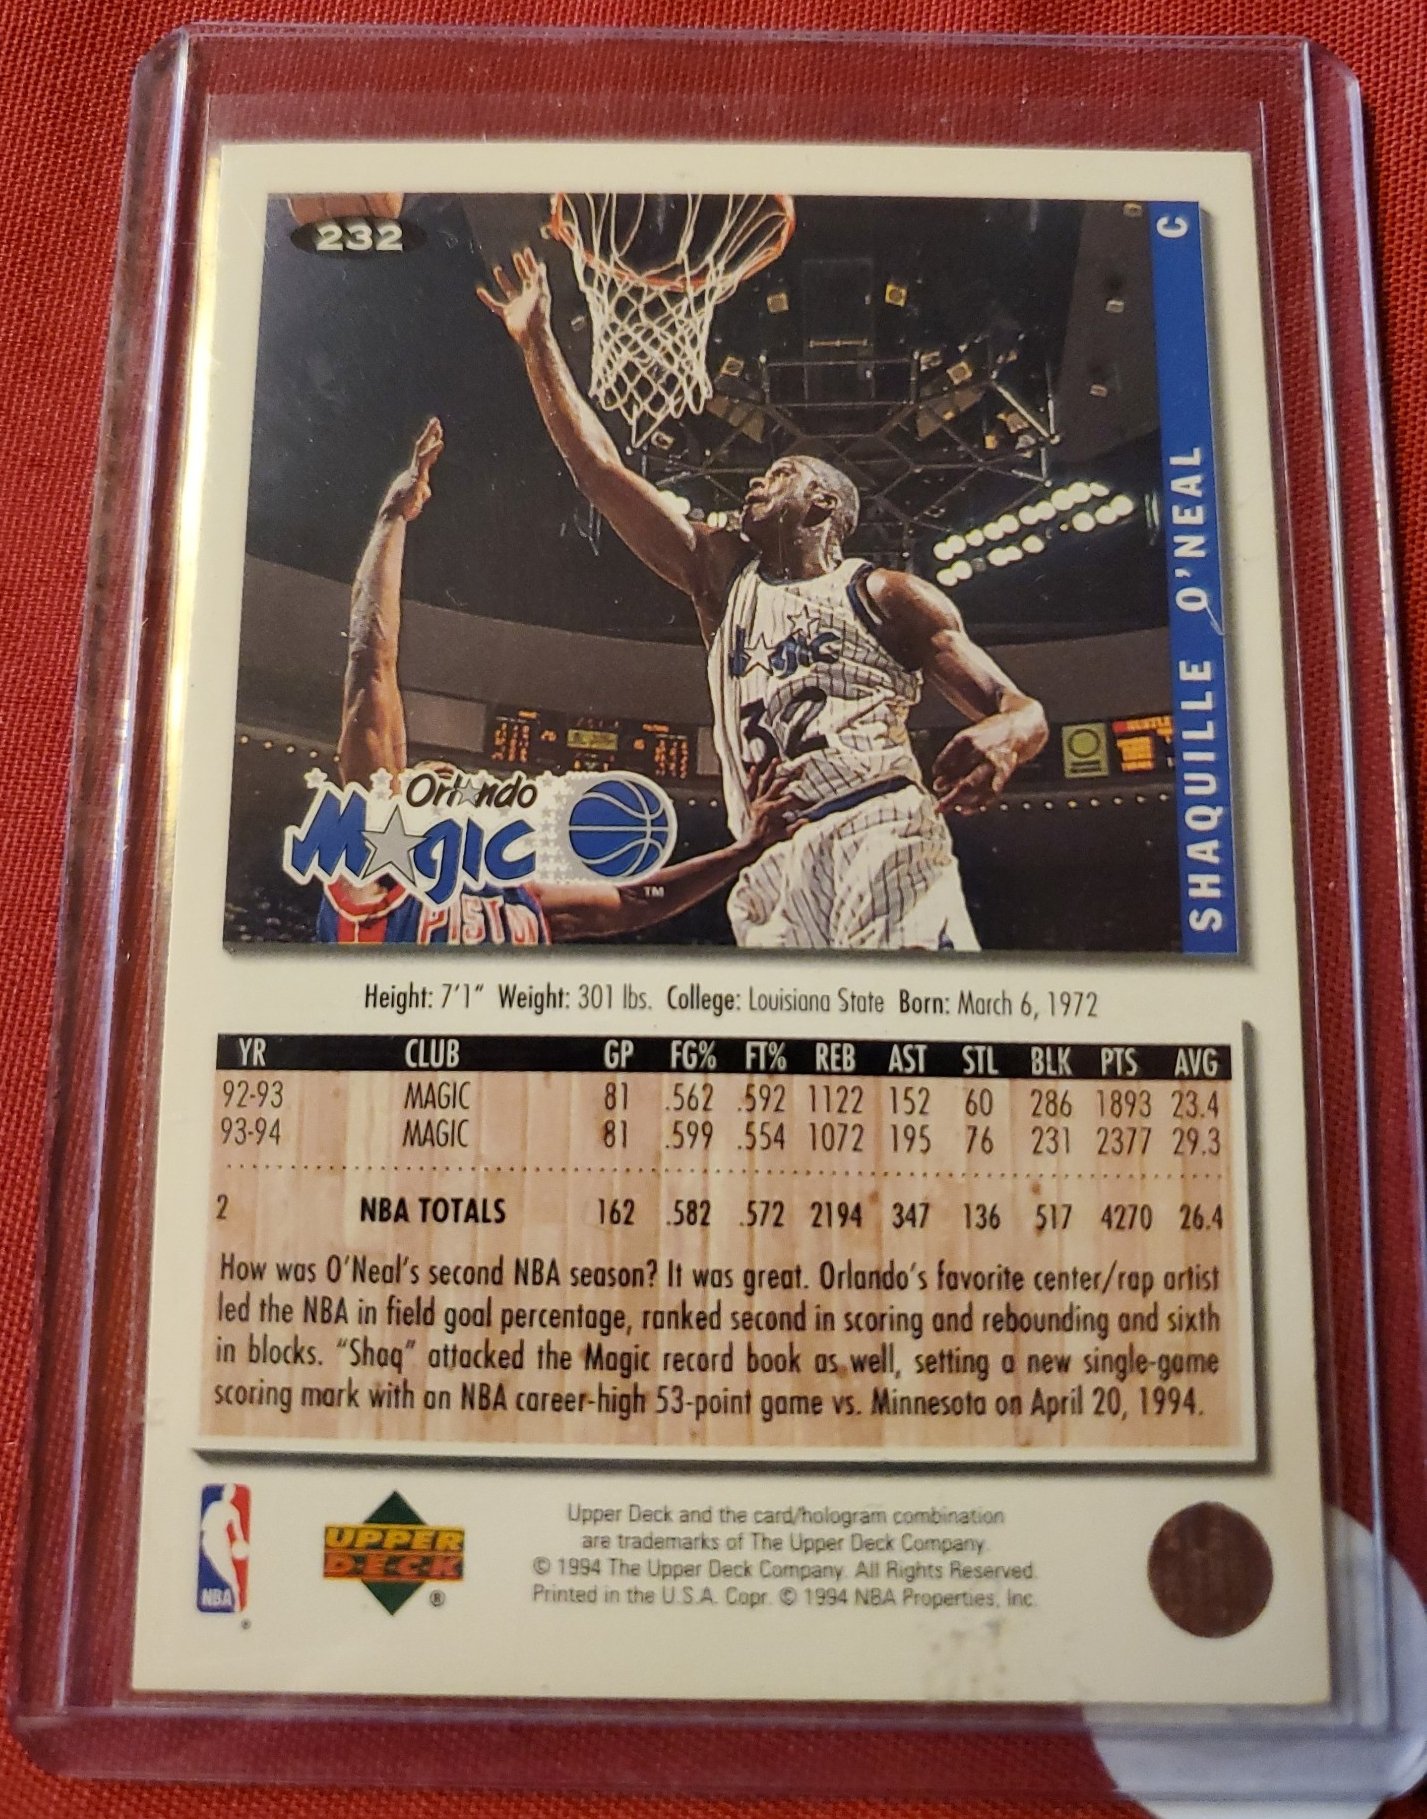 232
C
SHAQUILLE O'NEAL
Magic
32
Orlando
Magic
TM
PIST
Height: 7'1" Weight: 301 lbs. College: Louisiana State Born: March 6, 1972
YR CLUB GP FG% FT% REB AST STL BLK PTS AVG
92-93 MAGIC 81 .562 .592 1122 152 60 286 1893 23.4
93-94 MAGIC 81 .599 .554 1072 195 76 231 2377 29.3
2 NBA TOTALS 162 .582 .572 2194 347 136 517 4270 26.4
How was O'Neal's second NBA season? It was great. Orlando's favorite center/rap artist
led the NBA in field goal percentage, ranked second in scoring and rebounding and sixth
in blocks. "Shaq" attacked the Magic record book as well, setting a new single-game
scoring mark with an NBA career-high 53-point game vs. Minnesota on April 20, 1994.
NBA
®
UPPER
DECK
®
Upper Deck and the card/hologram combination
are trademarks of The Upper Deck Company.
© 1994 The Upper Deck Company. All Rights Reserved.
Printed in the U.S.A. Copr. © 1994 NBA Properties, Inc.